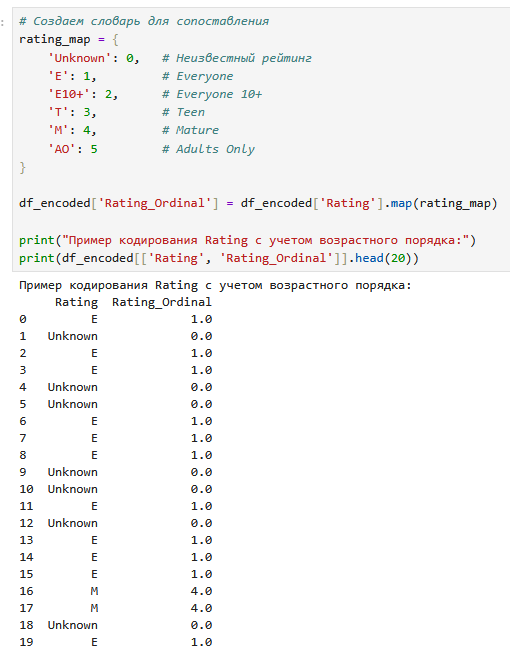 # Создаем словарь для сопоставления
rating_map = {
    'Unknown': 0,   # Неизвестный рейтинг
    'E': 1,         # Everyone
    'E10+': 2,      # Everyone 10+
    'T': 3,         # Teen
    'M': 4,         # Mature
    'AO': 5         # Adults Only
}

df_encoded['Rating_Ordinal'] = df_encoded['Rating'].map(rating_map)

print("Пример кодирования Rating с учетом возрастного порядка:")
print(df_encoded[['Rating', 'Rating_Ordinal']].head(20))
Пример кодирования Rating с учетом возрастного порядка:
     Rating  Rating_Ordinal
0         E             1.0
1   Unknown             0.0
2         E             1.0
3         E             1.0
4   Unknown             0.0
5   Unknown             0.0
6         E             1.0
7         E             1.0
8         E             1.0
9   Unknown             0.0
10  Unknown             0.0
11        E             1.0
12  Unknown             0.0
13        E             1.0
14        E             1.0
15        E             1.0
16        M             4.0
17        M             4.0
18  Unknown             0.0
19        E             1.0